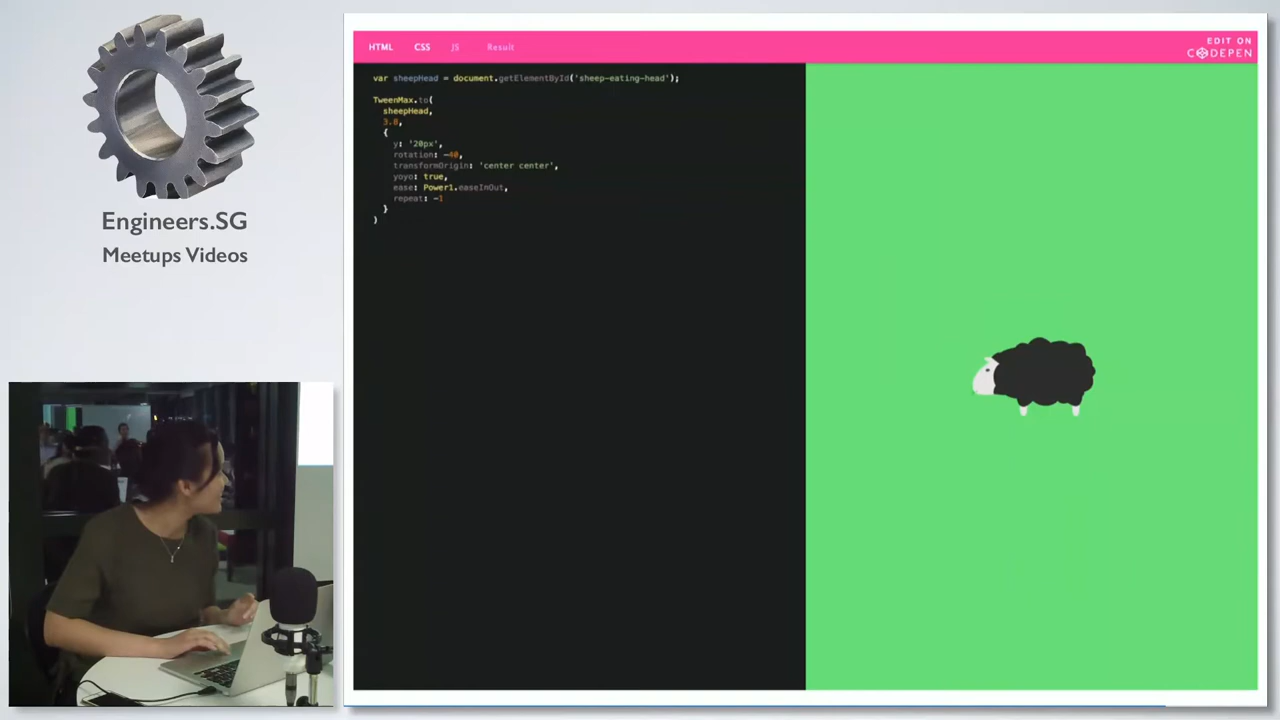 Engineers.SG
Meetups Videos
HTML CSS JS Result
EDIT ON
CODEPEN
var sheepHead = document.getElementById('sheep-eating-head');
TweenMax.to(
sheepHead,
3.8,
{
y: '20px',
rotation: -40,
transformOrigin: 'center center',
yoyo: true,
ease: Power1.easeInOut,
repeat: -1
}
)